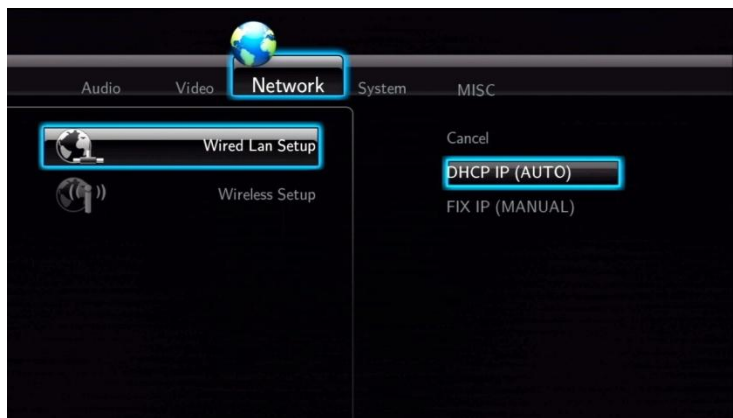 Audio Video Network System MISC
Wired Lan Setup
Wireless Setup
Cancel
DHCP IP (AUTO)
FIX IP (MANUAL)